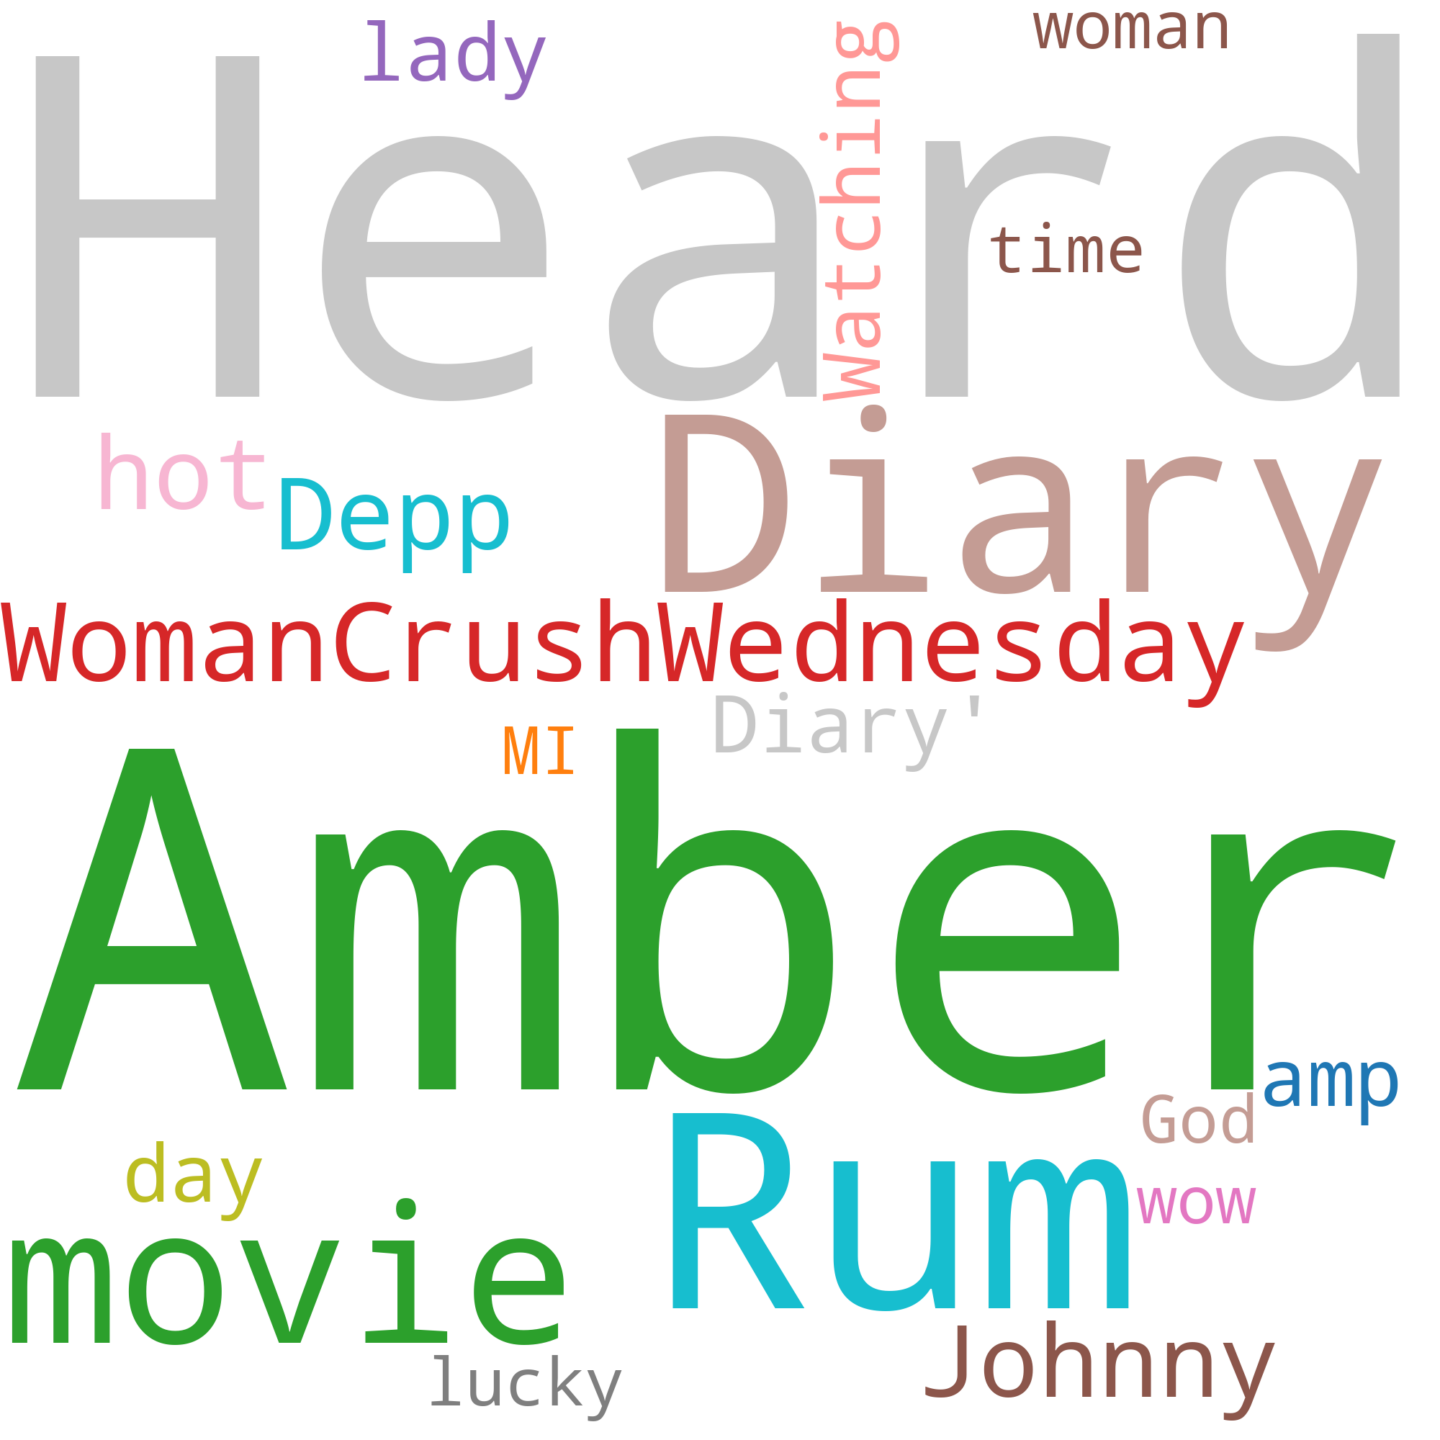 lady
woman
Heard
Watching
time
hot
Depp
Diary
WomanCrushWednesday
MI
Diary'
Amber
amp
God
day
Rum
wow
movie
Johnny
lucky